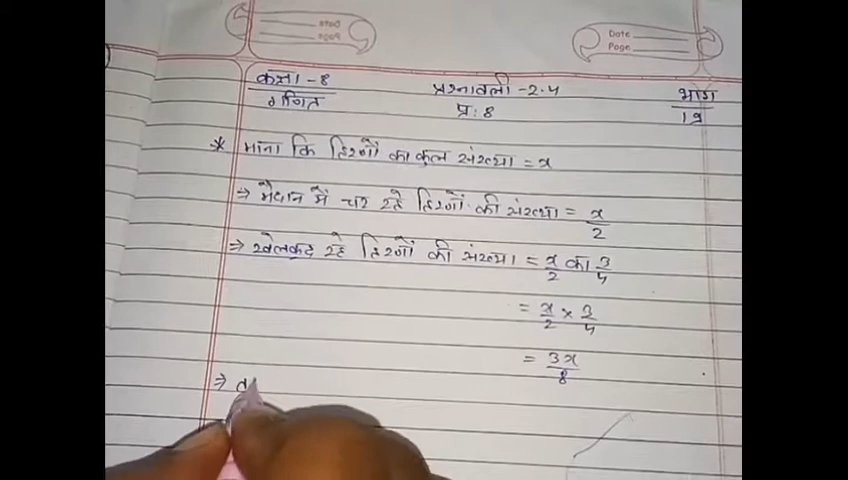 Date
Page
कक्षा - 8 प्रश्नावली - 2.4 भाग
गणित प्र: 8 19
* माना कि हिरणों का कुल संख्या = x
⇒ मैदान में चर रहे हिरणों की संख्या = x/2
⇒ खेलकूद रहे हिरणों की संख्या = x/2 का 3/4
= x/2 × 3/4
= 3x/8
⇒